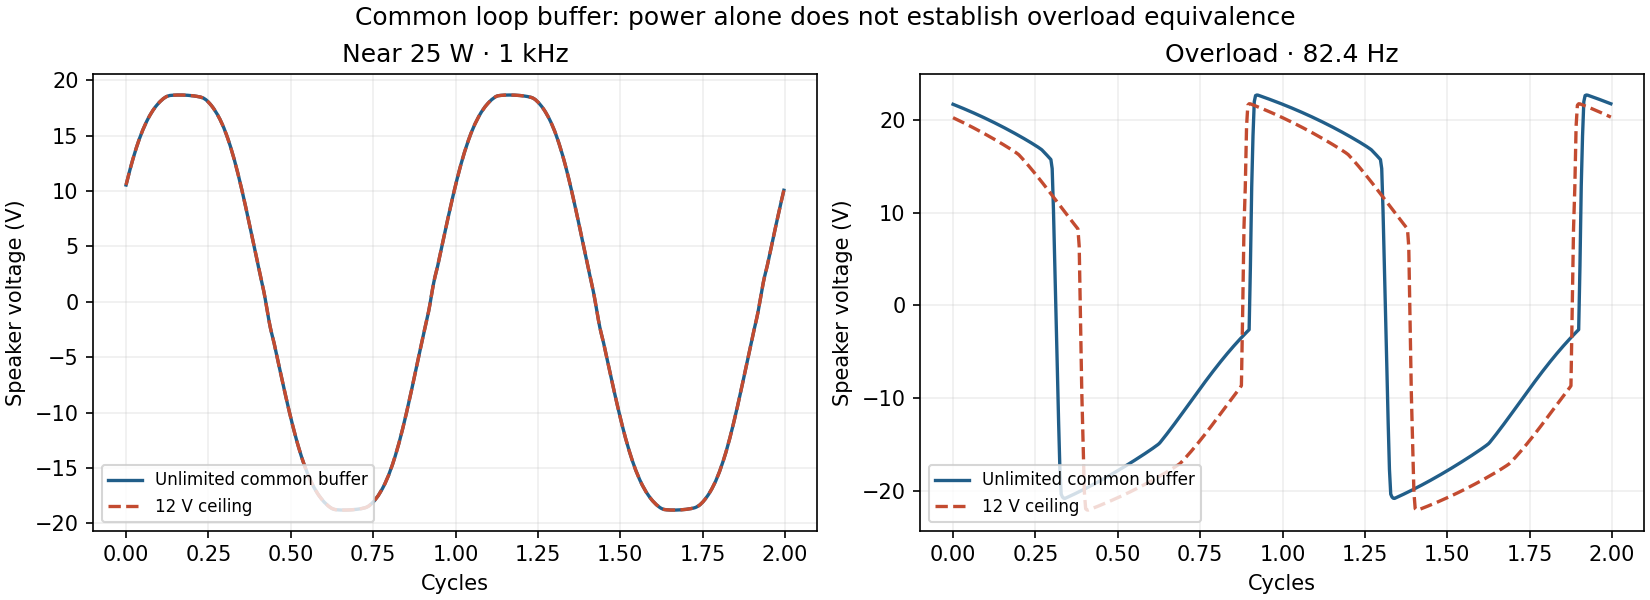 Common loop buffer: power alone does not establish overload equivalence
Near 25 W · 1 kHz
Speaker voltage (V)
20
15
10
5
0
−5
−10
−15
−20
Unlimited common buffer
12 V ceiling
0.00 0.25 0.50 0.75 1.00 1.25 1.50 1.75 2.00
Cycles
Overload · 82.4 Hz
Speaker voltage (V)
20
10
0
−10
−20
Unlimited common buffer
12 V ceiling
0.00 0.25 0.50 0.75 1.00 1.25 1.50 1.75 2.00
Cycles